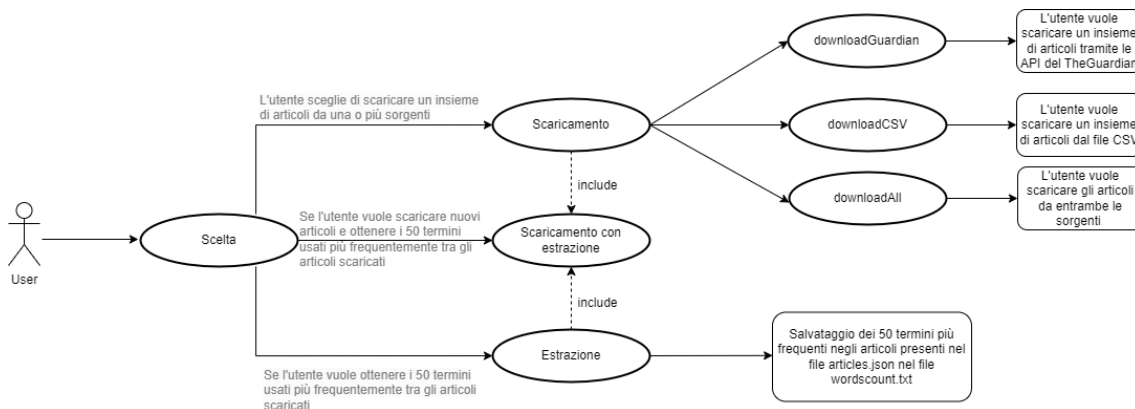 downloadGuardian
L'utente vuole
scaricare un insieme
di articoli tramite le
API del TheGuardian
L'utente sceglie di scaricare un insieme
di articoli da una o più sorgenti
Scaricamento
downloadCSV
L'utente vuole
scaricare un insieme
di articoli dal file CSV
include
downloadAll
L'utente vuole
scaricare gli articoli
da entrambe le
sorgenti
User
Scelta
Se l'utente vuole scaricare nuovi
articoli e ottenere i 50 termini
usati più frequentemente tra gli
articoli scaricati
Scaricamento con
estrazione
include
Se l'utente vuole ottenere i 50 termini
usati più frequentemente tra gli articoli
scaricati
Estrazione
Salvataggio dei 50 termini più
frequenti negli articoli presenti nel
file articles.json nel file
wordscount.txt